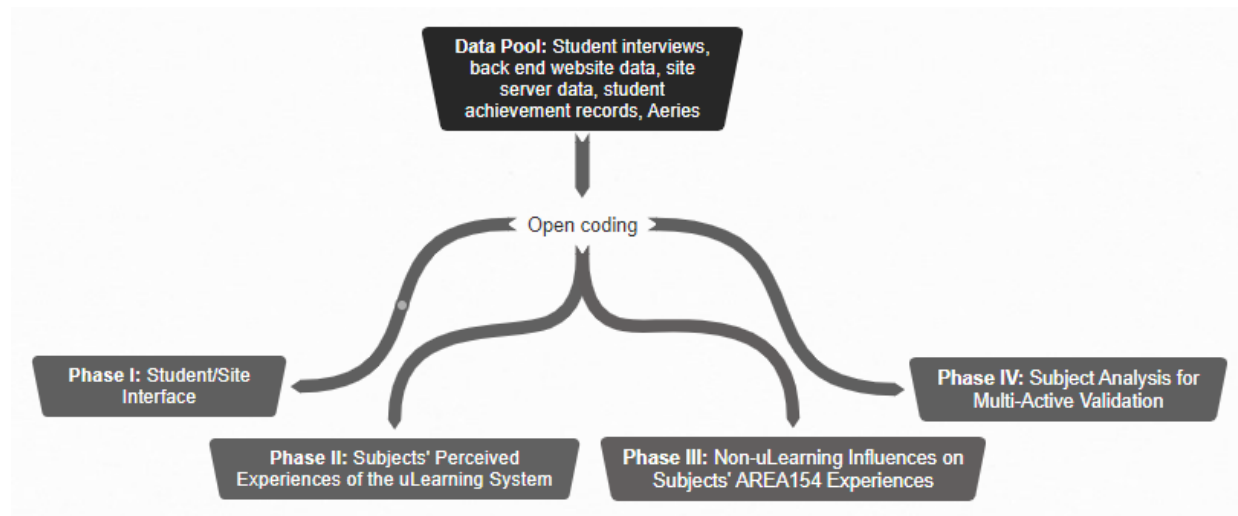 Data Pool: Student interviews,
back end website data, site
server data, student
achievement records, Aeries
Open coding
Phase I: Student/Site
Interface
Phase II: Subjects' Perceived
Experiences of the uLearning System
Phase III: Non-uLearning Influences on
Subjects' AREA154 Experiences
Phase IV: Subject Analysis for
Multi-Active Validation